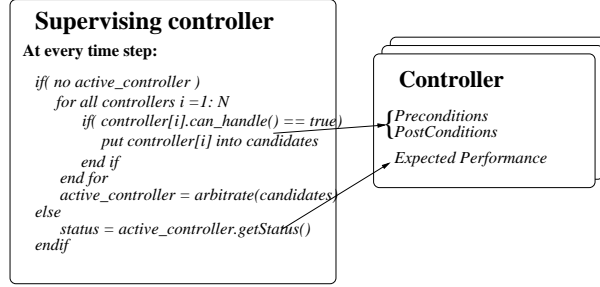 Supervising controller
At every time step:
if( no active_controller )
for all controllers i =1: N
if( controller[i].can_handle() == true)
put controller[i] into candidates
end if
end for
active_controller = arbitrate(candidates)
else
status = active_controller.getStatus()
endif
Controller
{Preconditions
PostConditions
Expected Performance